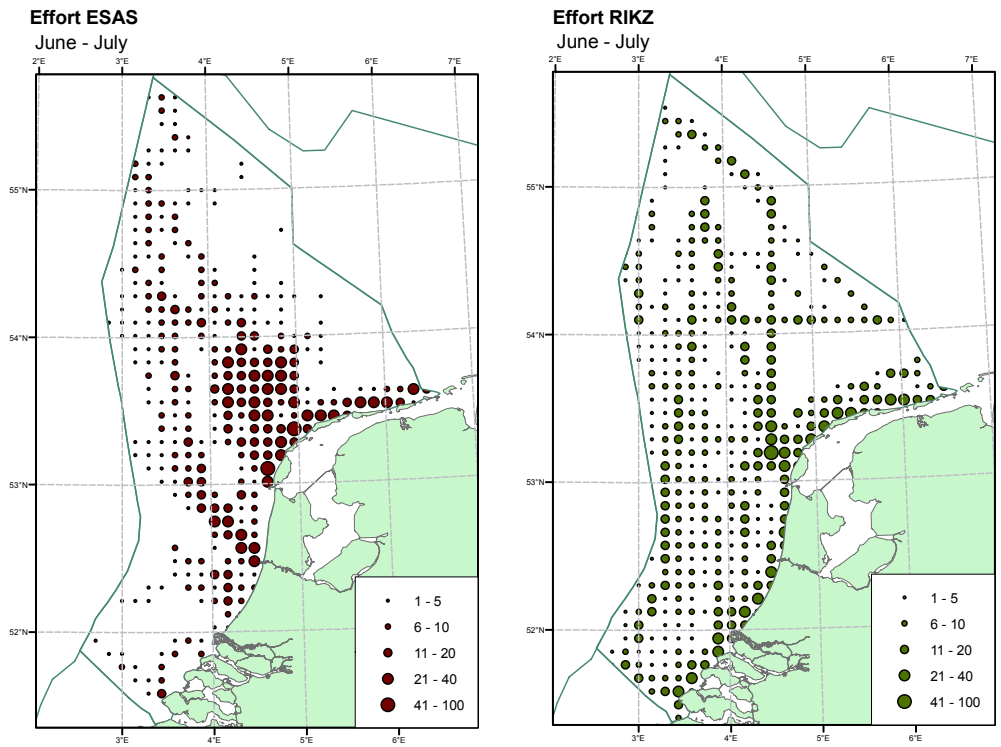 Effort ESAS
June - July
2°E 3°E 4°E 5°E 6°E 7°E
55°N
54°N
53°N
52°N
1 - 5
6 - 10
11 - 20
21 - 40
41 - 100
3°E 4°E 5°E 6°E
Effort RIKZ
June - July
2°E 3°E 4°E 5°E 6°E 7°E
55°N
54°N
53°N
52°N
1 - 5
6 - 10
11 - 20
21 - 40
41 - 100
3°E 4°E 5°E 6°E